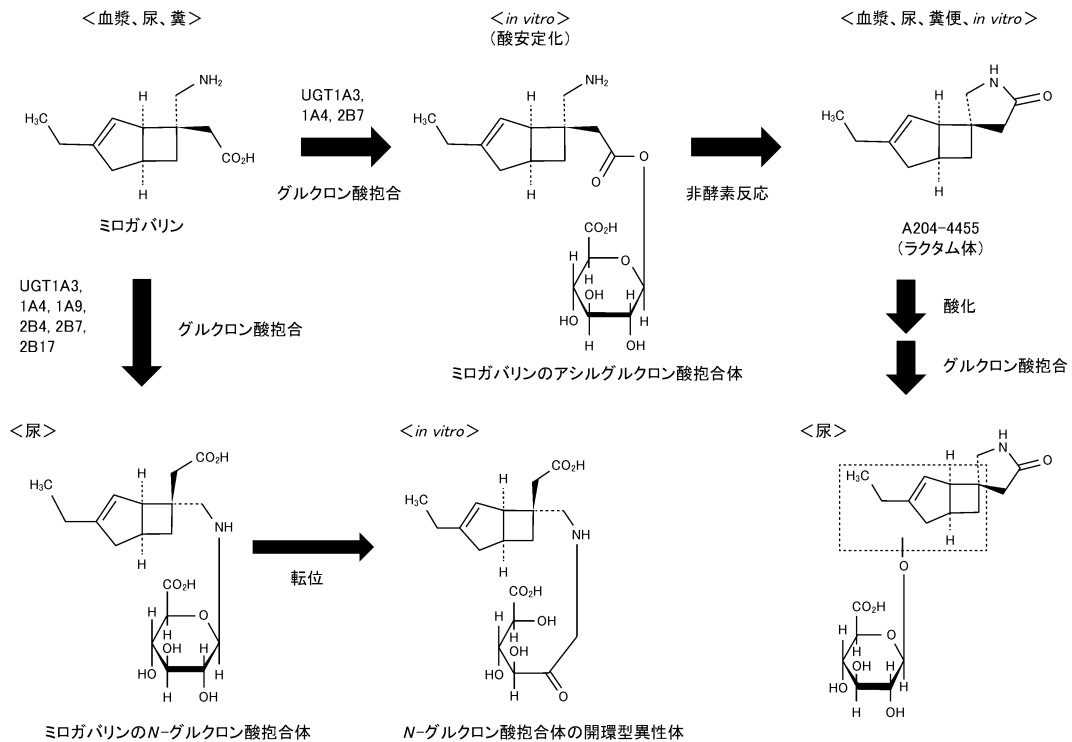 ＜血漿、尿、糞＞
＜in vitro＞
（酸安定化）
＜血漿、尿、糞便、in vitro＞
H
NH₂
H₃C
CO₂H
H
ミロガバリン
UGT1A3,
1A4, 2B7
グルクロン酸抱合
H
NH₂
H₃C
O
O
H
CO₂H
H
O
H
OH
HO
H
H
H
OH
ミロガバリンのアシルグルクロン酸抱合体
非酵素反応
H
N
O
H
H₃C
H
A204-4455
（ラクタム体）
UGT1A3,
1A4, 1A9,
2B4, 2B7,
2B17
グルクロン酸抱合
酸化
グルクロン酸抱合
＜尿＞
CO₂H
H
H₃C
NH
H
CO₂H
H
O
H
OH
H
HO
H
H
OH
ミロガバリンのN-グルクロン酸抱合体
転位
＜in vitro＞
CO₂H
H
H₃C
NH
H
CO₂H
H
OH
H
OH
HO
H
O
N-グルクロン酸抱合体の開環型異性体
＜尿＞
H
N
O
H
H₃C
H
O
CO₂H
H
O
H
OH
H
HO
H
H
OH